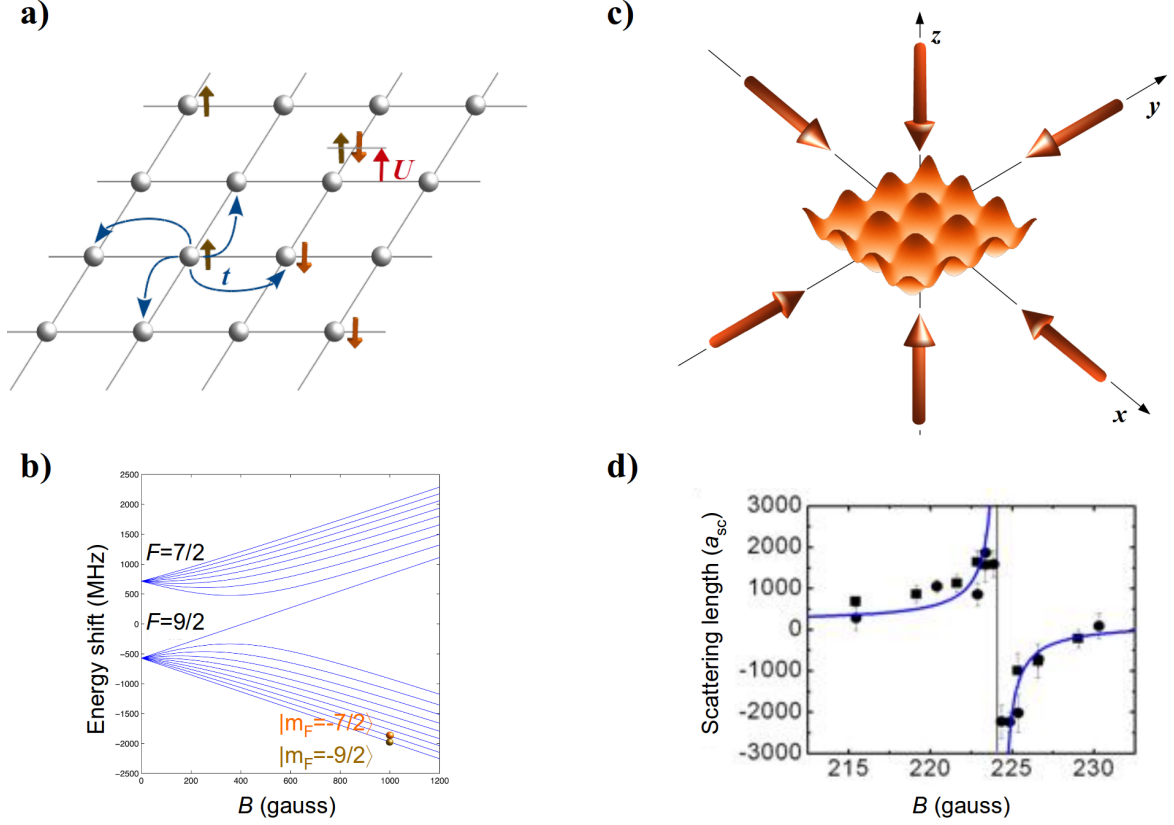 a)
U
t
b)
Energy shift (MHz)
2500
2000
1500
1000
500
0
-500
-1000
-1500
-2000
-2500
F=7/2
F=9/2
|m_F=-7/2⟩
|m_F=-9/2⟩
0 200 400 600 800 1000 1200
B (gauss)
c)
z
y
x
d)
Scattering length (a_sc)
3000
2000
1000
0
-1000
-2000
-3000
215 220 225 230
B (gauss)